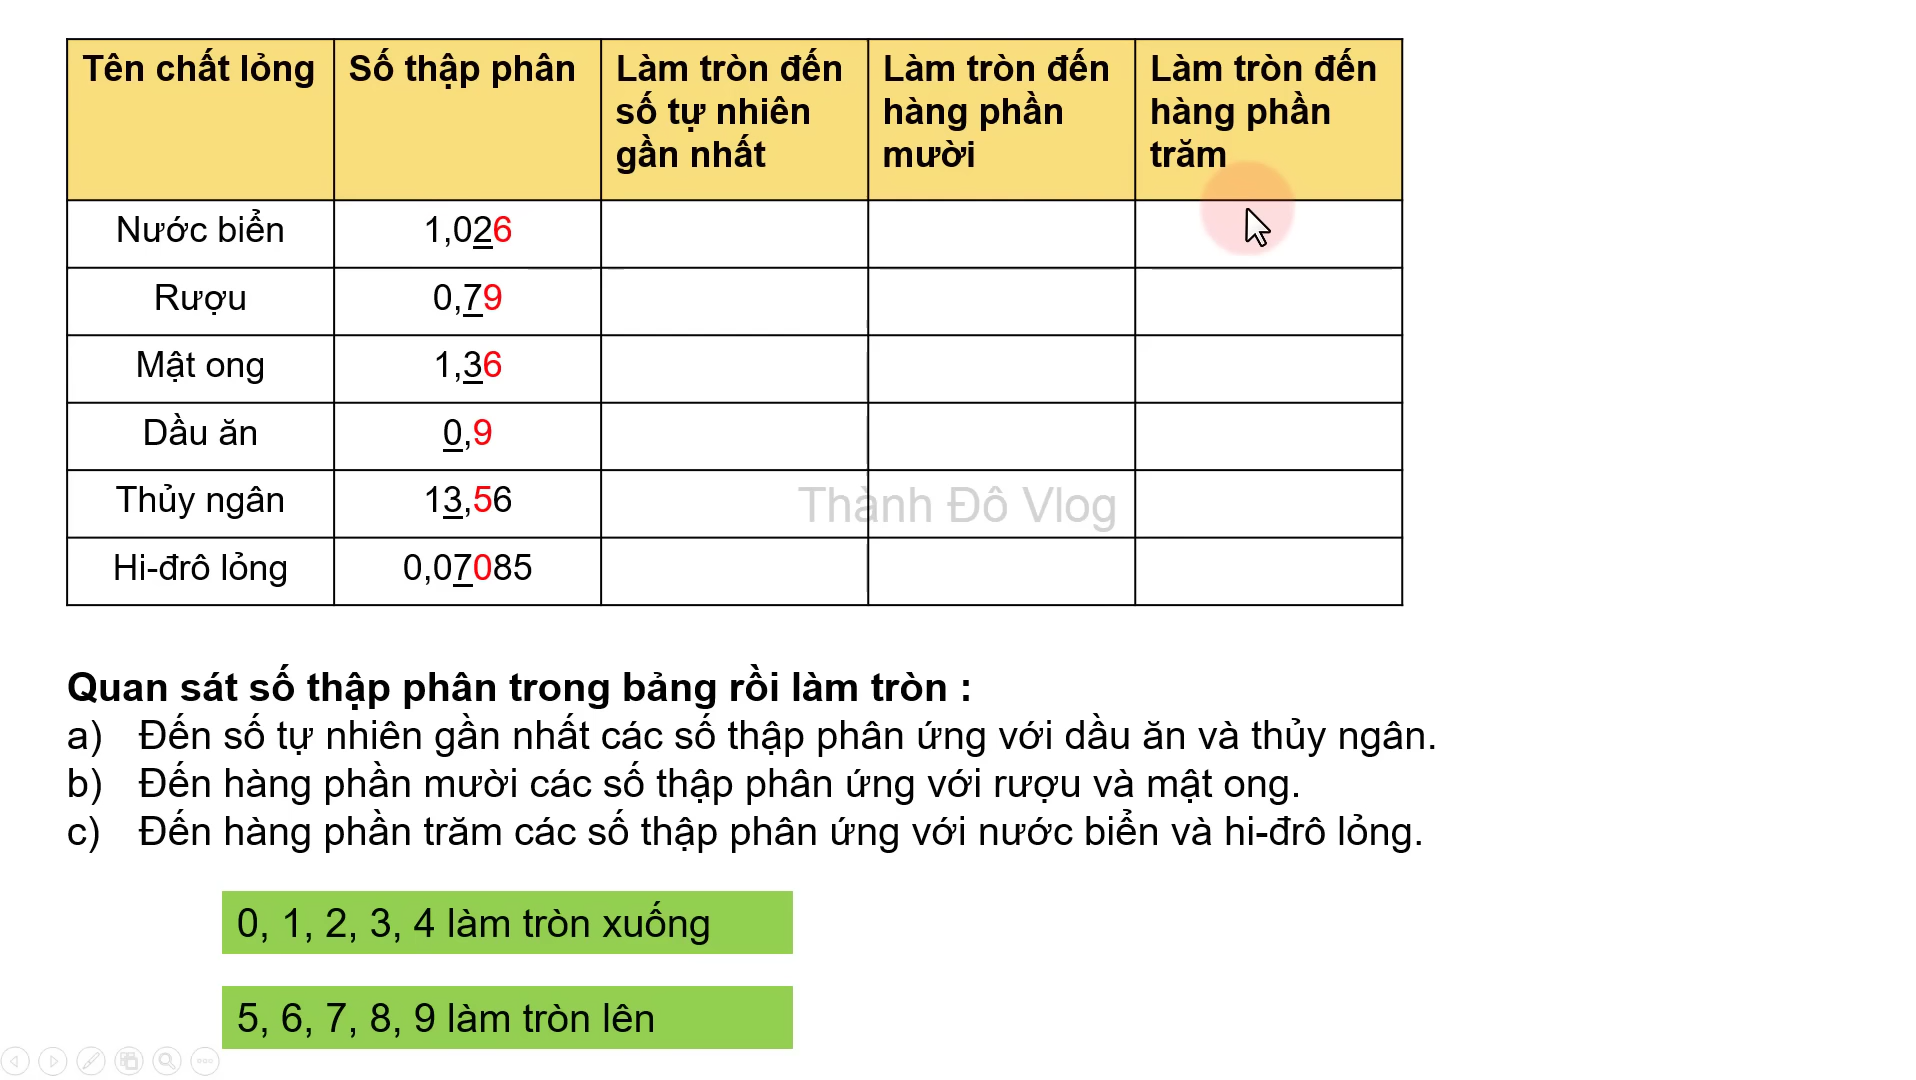 Tên chất lỏng
Số thập phân
Làm tròn đến
số tự nhiên
gần nhất
Làm tròn đến
hàng phần
mười
Làm tròn đến
hàng phần
trăm
Nước biển 1,026
Rượu 0,79
Mật ong 1,36
Dầu ăn 0,9
Thủy ngân 13,56
Thành Đô Vlog
Hi-đrô lỏng 0,07085
Quan sát số thập phân trong bảng rồi làm tròn :
a) Đến số tự nhiên gần nhất các số thập phân ứng với dầu ăn và thủy ngân.
b) Đến hàng phần mười các số thập phân ứng với rượu và mật ong.
c) Đến hàng phần trăm các số thập phân ứng với nước biển và hi-đrô lỏng.
0, 1, 2, 3, 4 làm tròn xuống
5, 6, 7, 8, 9 làm tròn lên